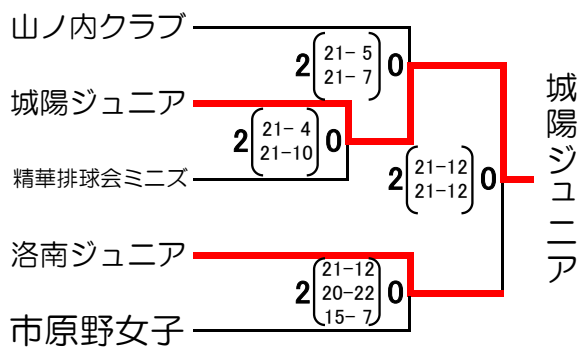 山ノ内クラブ
2 21- 5 0
21- 7
城陽ジュニア
2 21- 4 0
21-10
精華排球会ミニズ
2 21-12 0
21-12
城陽ジュニア
洛南ジュニア
2 21-12 0
20-22
15- 7
市原野女子